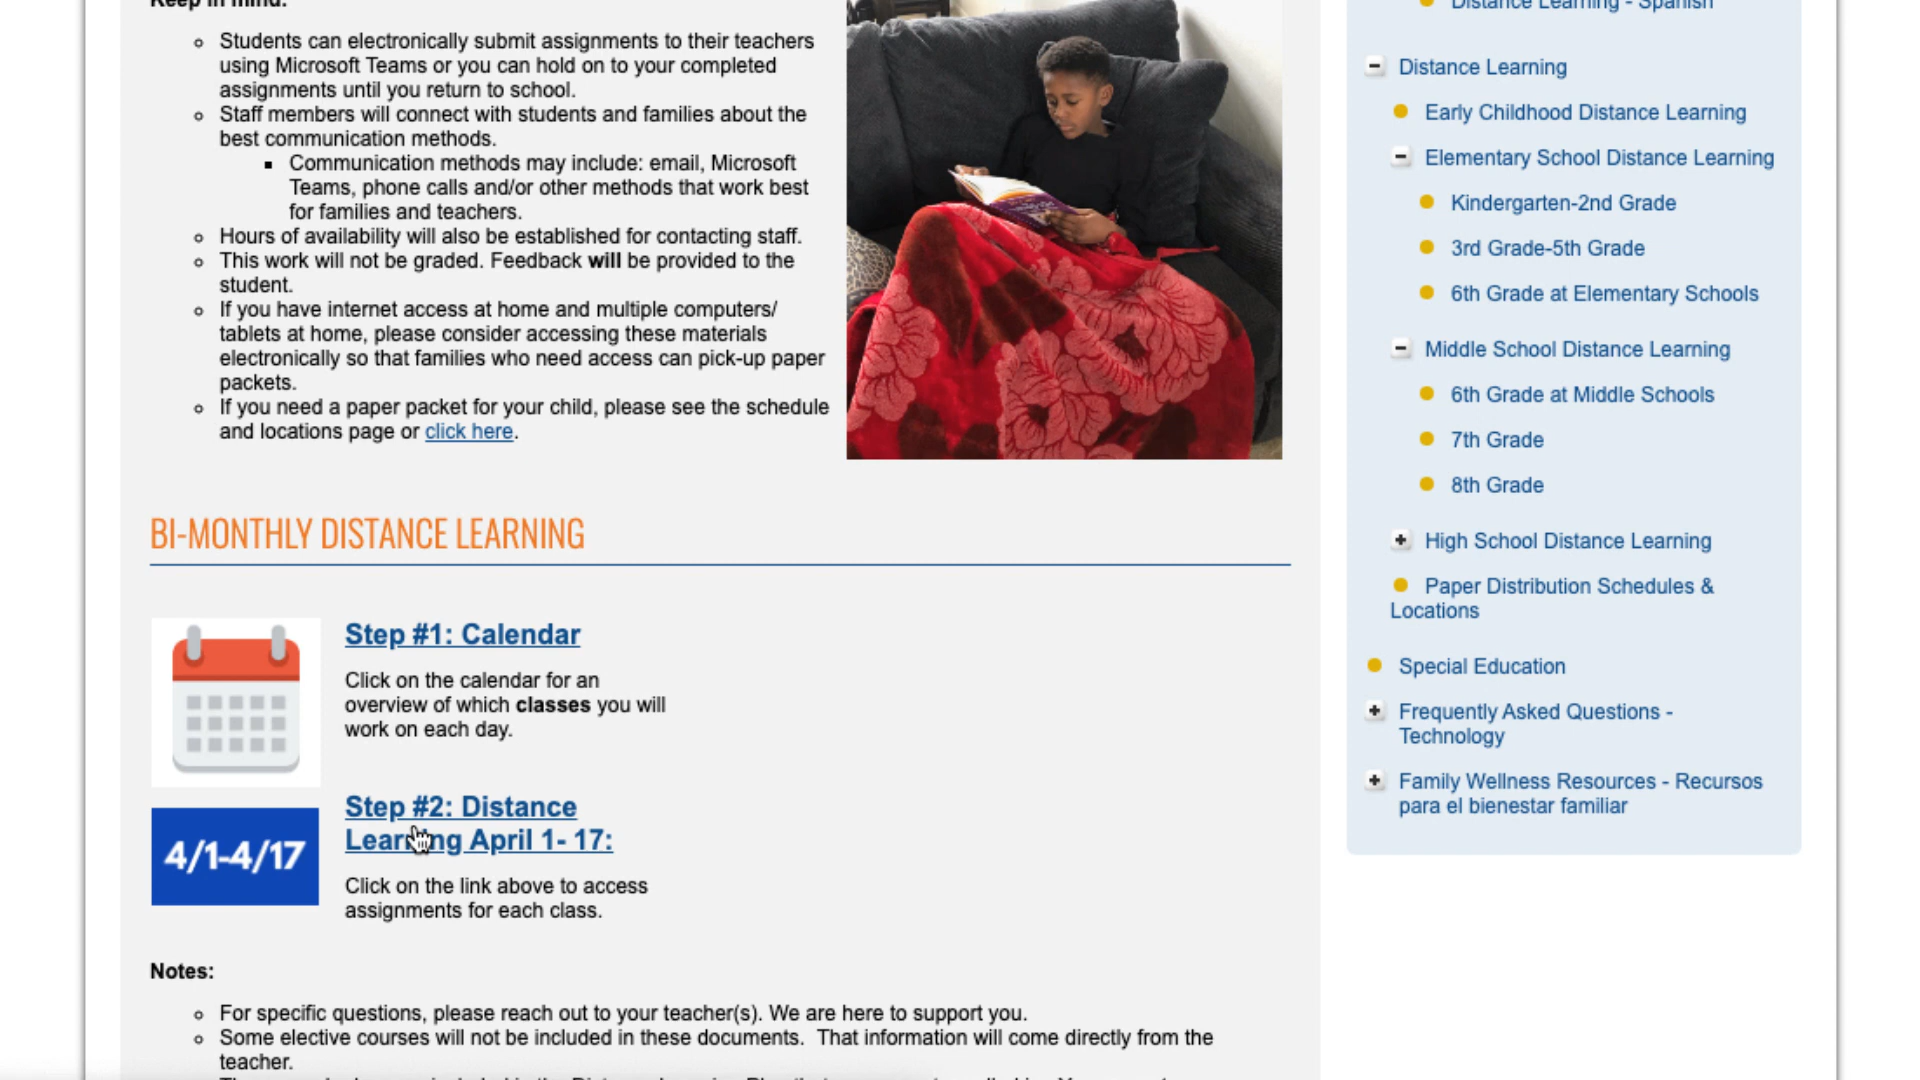 Keep in mind:
Students can electronically submit assignments to their teachers
using Microsoft Teams or you can hold on to your completed
assignments until you return to school.
Staff members will connect with students and families about the
best communication methods.
Communication methods may include: email, Microsoft
Teams, phone calls and/or other methods that work best
for families and teachers.
Hours of availability will also be established for contacting staff.
This work will not be graded. Feedback will be provided to the
student.
If you have internet access at home and multiple computers/
tablets at home, please consider accessing these materials
electronically so that families who need access can pick-up paper
packets.
If you need a paper packet for your child, please see the schedule
and locations page or click here.
BI-MONTHLY DISTANCE LEARNING
Step #1: Calendar
Click on the calendar for an
overview of which classes you will
work on each day.
4/1-4/17
Step #2: Distance
Learning April 1- 17:
Click on the link above to access
assignments for each class.
Notes:
For specific questions, please reach out to your teacher(s). We are here to support you.
Some elective courses will not be included in these documents.  That information will come directly from the
teacher.
Distance Learning - Spanish
Distance Learning
Early Childhood Distance Learning
Elementary School Distance Learning
Kindergarten-2nd Grade
3rd Grade-5th Grade
6th Grade at Elementary Schools
Middle School Distance Learning
6th Grade at Middle Schools
7th Grade
8th Grade
High School Distance Learning
Paper Distribution Schedules &
Locations
Special Education
Frequently Asked Questions -
Technology
Family Wellness Resources - Recursos
para el bienestar familiar